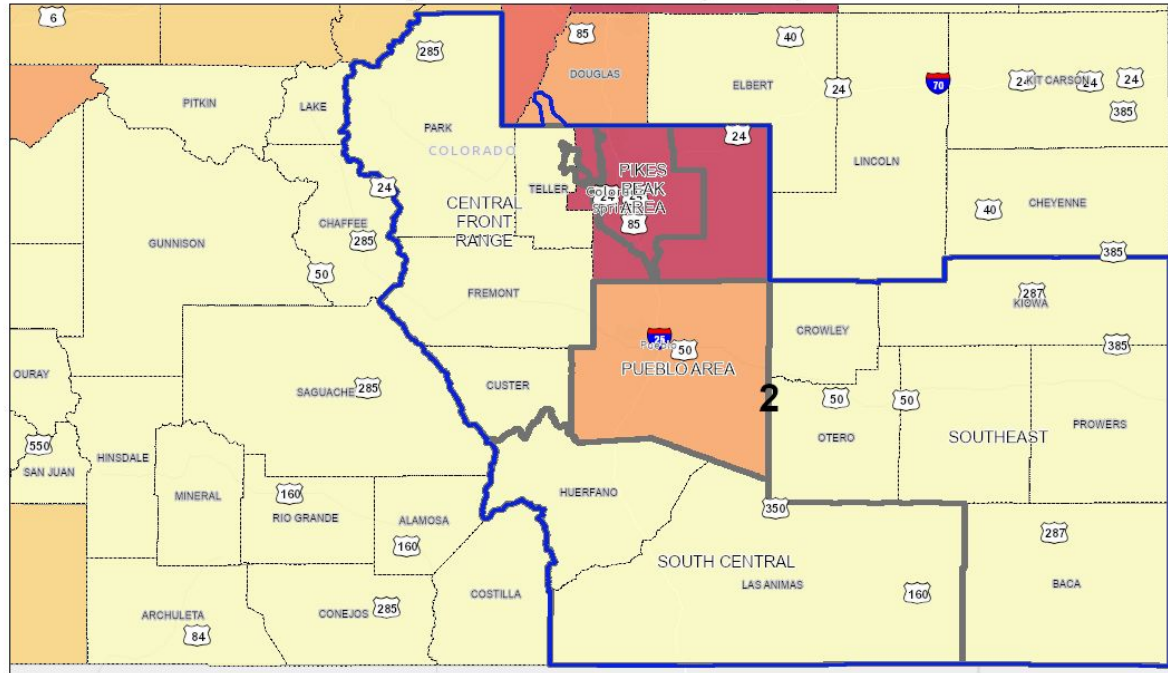 6
285
85
DOUGLAS
40
ELBERT
24
70
24
KIT CARSON
24
24
385
PITKIN
LAKE
PARK
COLORADO
24
LINCOLN
24
TELLER
PIKES
PEAK
AREA
24
24
85
CENTRAL
FRONT
RANGE
CHAFFEE
285
GUNNISON
50
40
CHEYENNE
385
FREMONT
287
KIOWA
CROWLEY
25
Pueblo
50
PUEBLO AREA
385
OURAY
SAGUACHE
285
CUSTER
2
50
50
OTERO
SOUTHEAST
PROWERS
550
SAN JUAN
HINSDALE
MINERAL
160
RIO GRANDE
ALAMOSA
160
HUERFANO
350
287
SOUTH CENTRAL
LAS ANIMAS
160
BACA
COSTILLA
ARCHULETA
84
CONEJOS
285